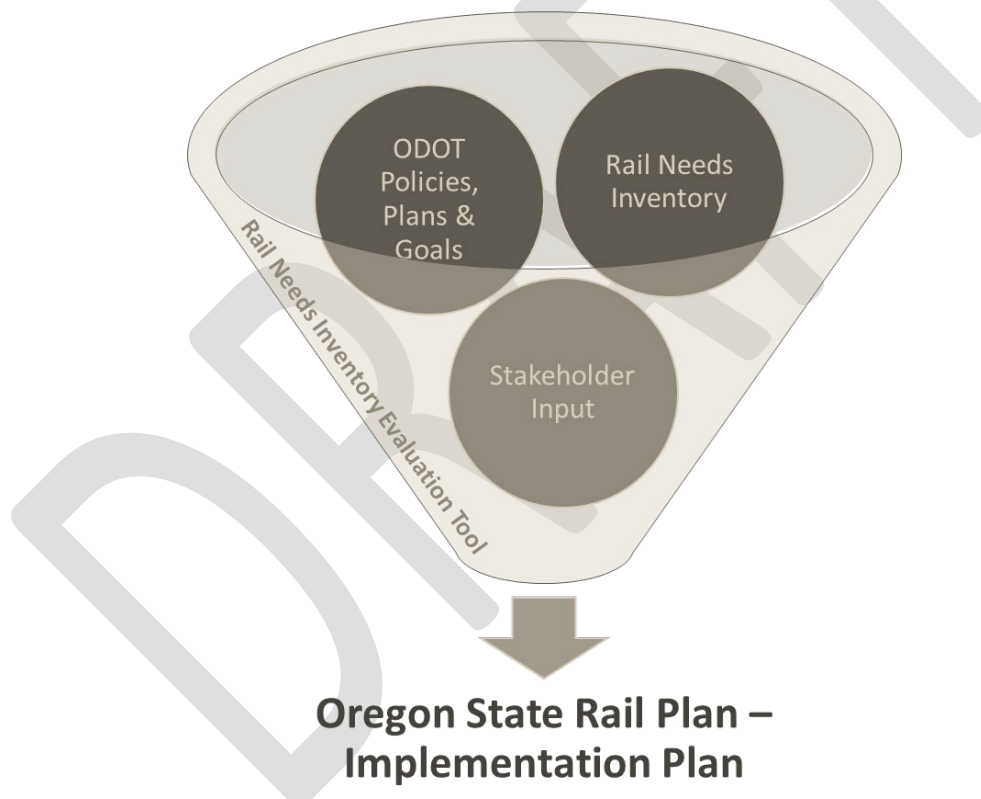 ODOT
Policies,
Plans &
Goals
Rail Needs
Inventory
Stakeholder
Input
Rail Needs Inventory Evaluation Tool
Oregon State Rail Plan –
Implementation Plan
DRAFT